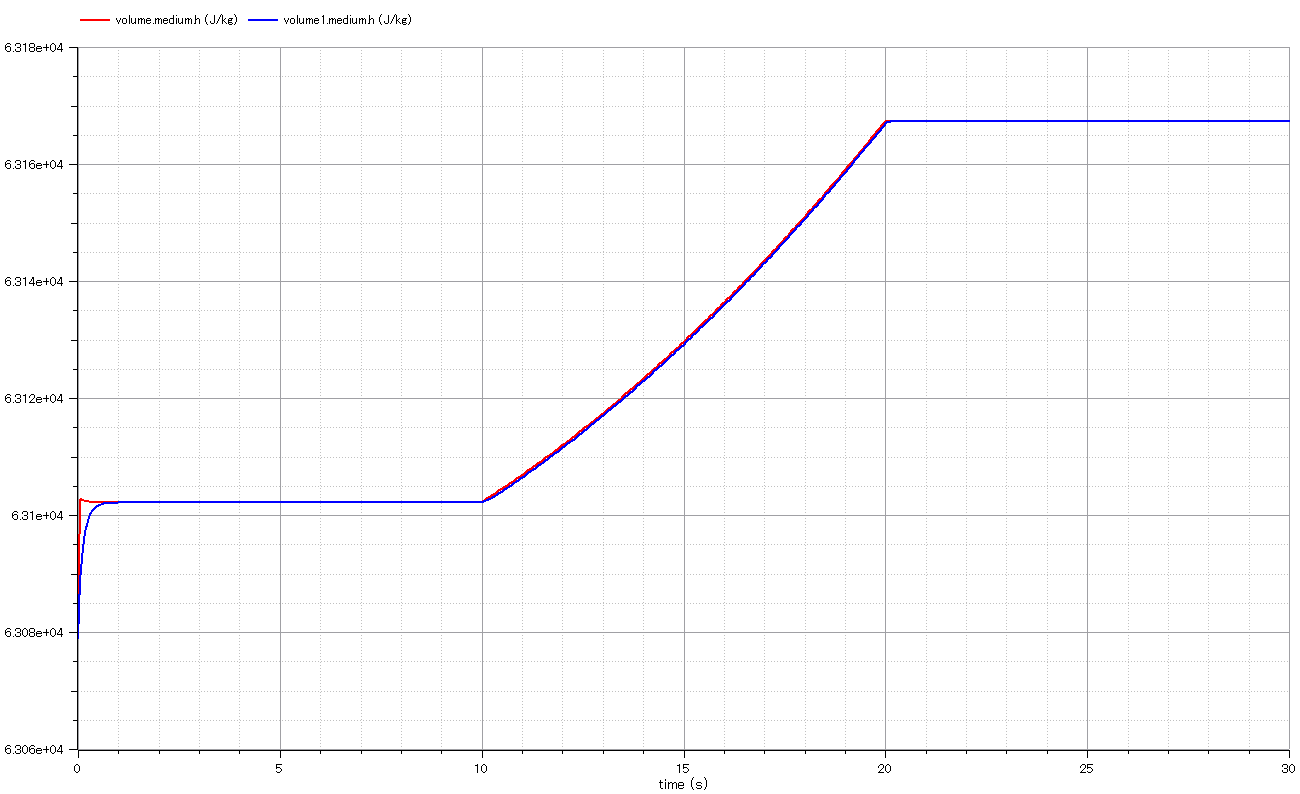 volume.medium.h (J/kg) volume1.medium.h (J/kg)
6.318e+04
6.316e+04
6.314e+04
6.312e+04
6.31e+04
6.308e+04
6.306e+04
0 5 10 15 20 25 30
time (s)